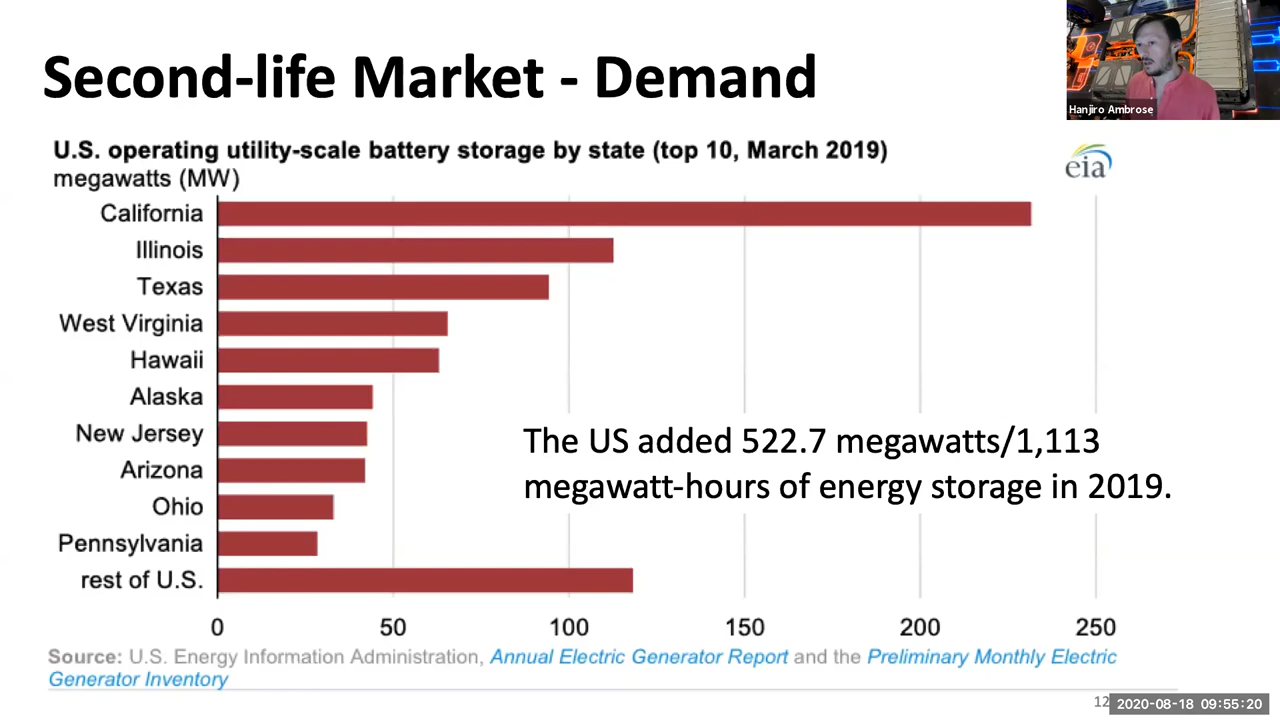 Second-life Market - Demand
Hanjiro Ambrose
U.S. operating utility-scale battery storage by state (top 10, March 2019)
megawatts (MW)
eia
California
Illinois
Texas
West Virginia
Hawaii
Alaska
New Jersey
Arizona
Ohio
Pennsylvania
rest of U.S.
The US added 522.7 megawatts/1,113
megawatt-hours of energy storage in 2019.
0 50 100 150 200 250
Source: U.S. Energy Information Administration, Annual Electric Generator Report and the Preliminary Monthly Electric
Generator Inventory
12
2020-08-18 09:55:20